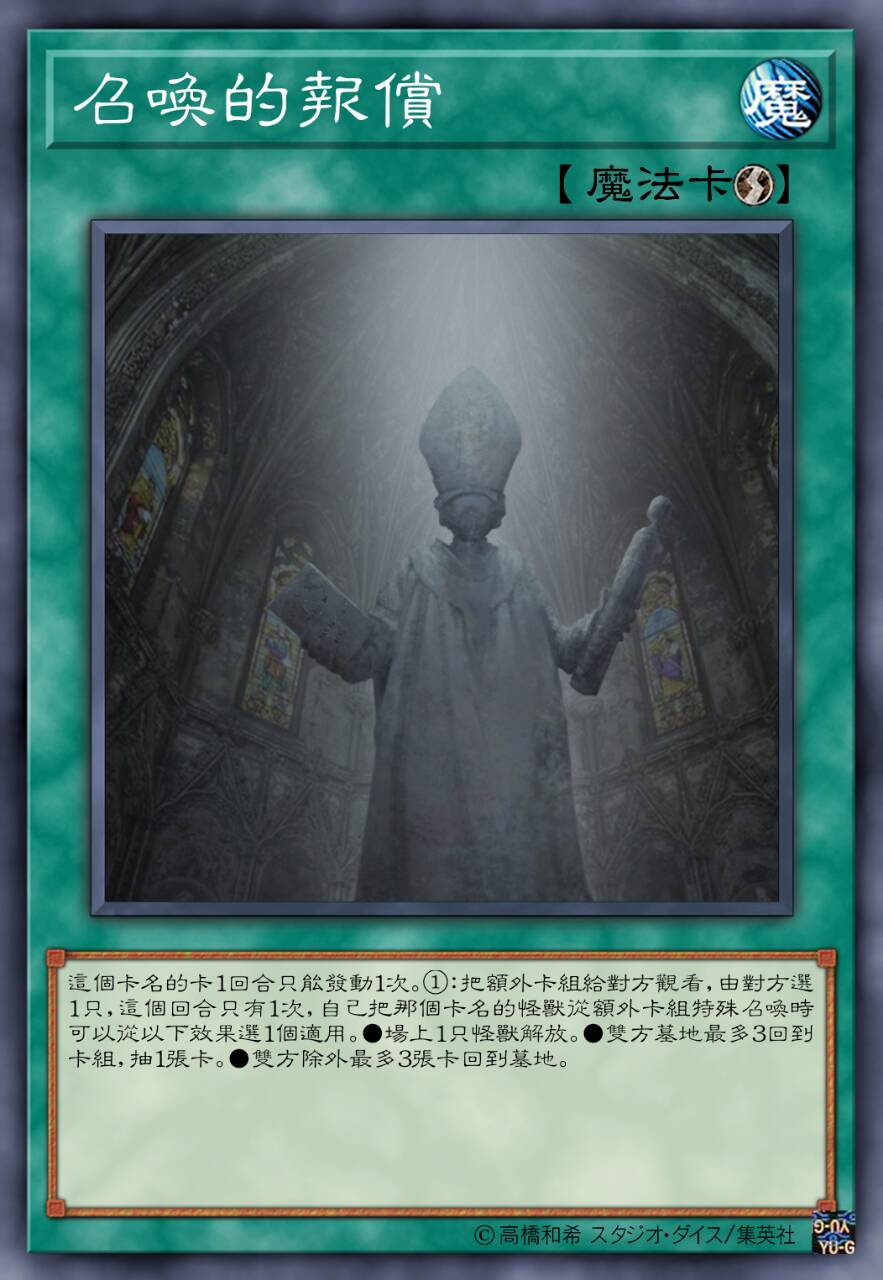 召喚的報償
魔
【魔法卡】
這個卡名的卡1回合只能發動1次。①:把額外卡組給對方觀看,由對方選
1只,這個回合只有1次,自己把那個卡名的怪獸從額外卡組特殊召喚時
可以從以下效果選1個適用。●場上1只怪獸解放。●雙方墓地最多3回到
卡組,抽1張卡。●雙方除外最多3張卡回到墓地。
©高橋和希 スタジオ・ダイス/集英社
YU-G
YU-G